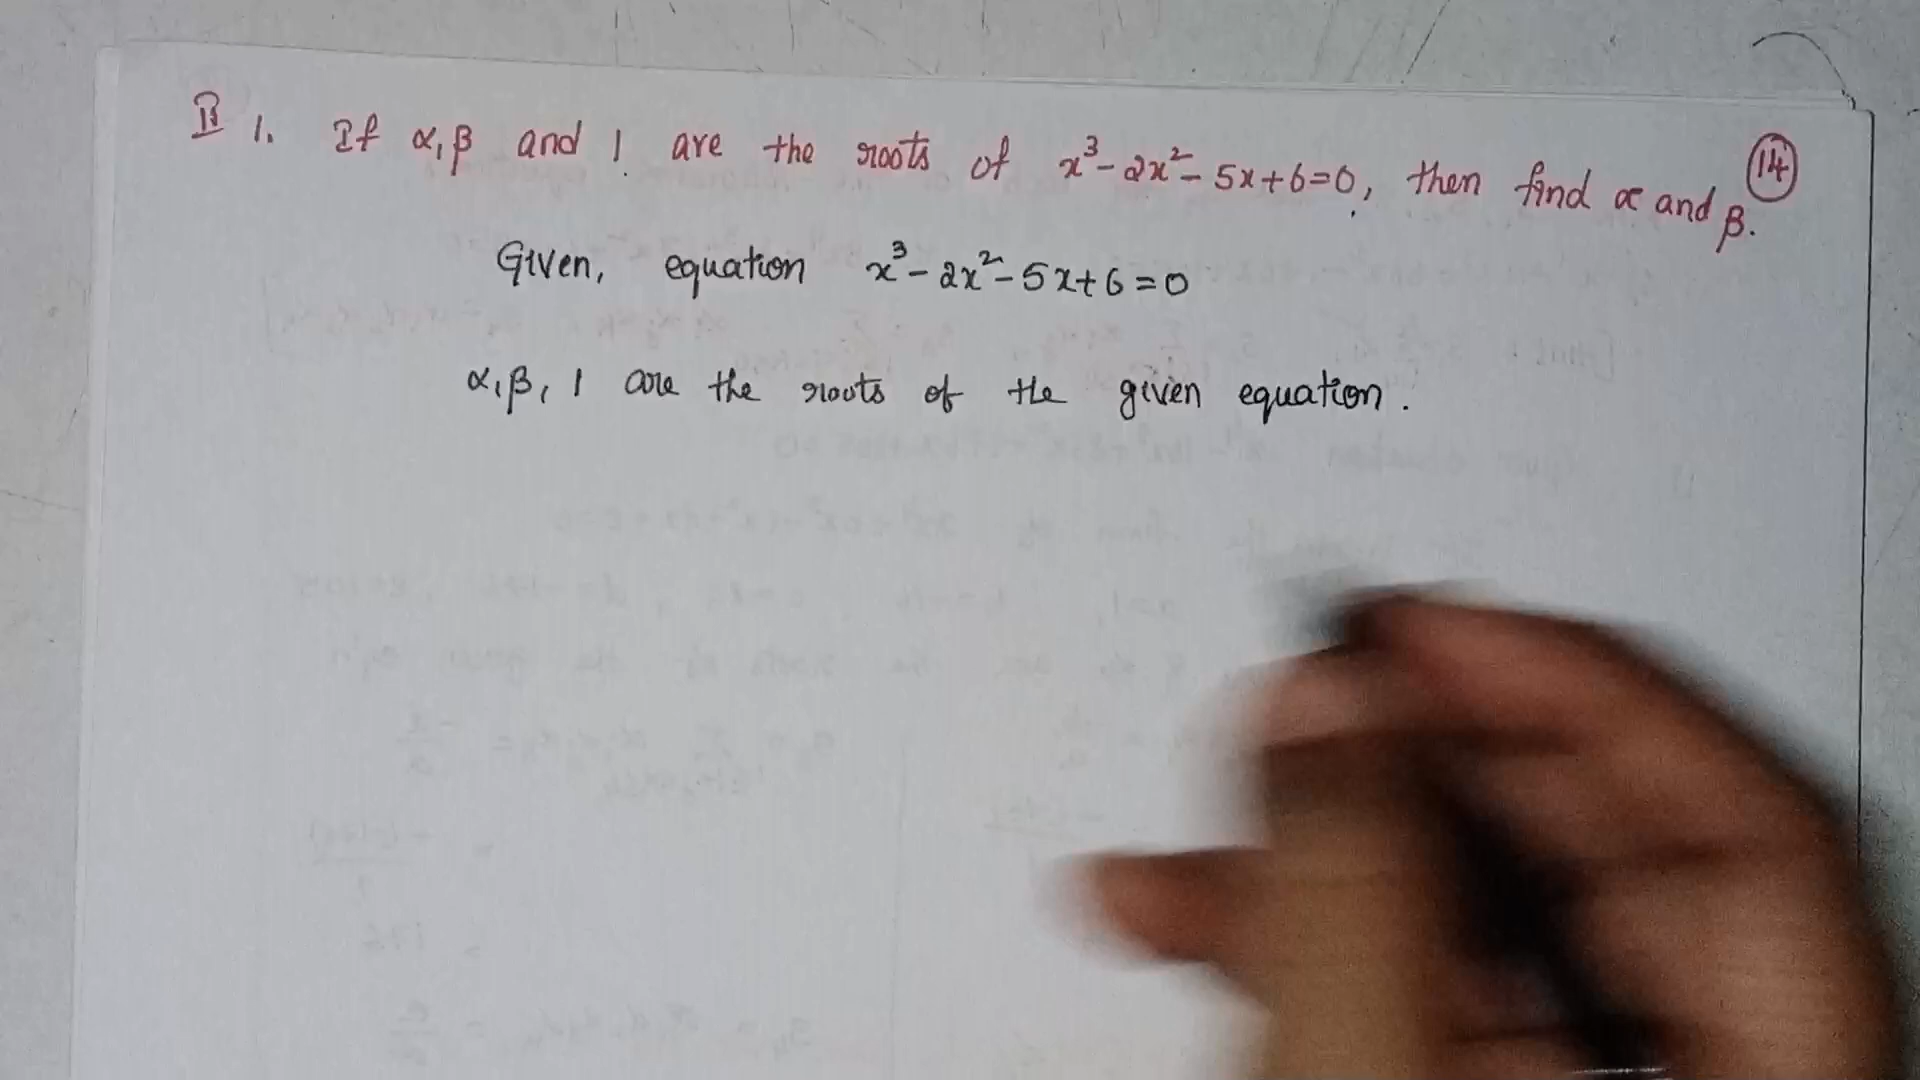 II 1. If α, β and 1 are the roots of x³ - 2x² - 5x + 6 = 0, then find α and β. 14
Given, equation x³ - 2x² - 5x + 6 = 0
α, β, 1 are the roots of the given equation.